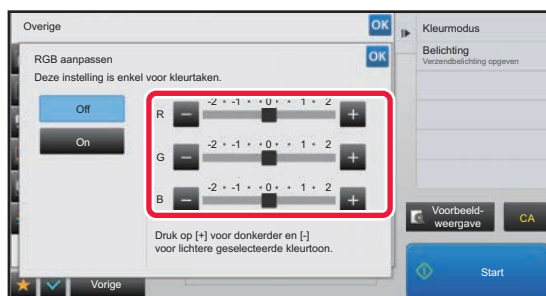 Overige
OK
RGB aanpassen
OK
Deze instelling is enkel voor kleurtaken.
Off
On
R
-2 • -1 • • 0 • • 1 • 2
- +
G
-2 • -1 • • 0 • • 1 • 2
- +
B
-2 • -1 • • 0 • • 1 • 2
- +
Druk op [+] voor donkerder en [-]
voor lichtere geselecteerde kleurtoon.
Vorige
Kleurmodus
Belichting
Verzendbelichting opgeven
Voorbeeld-
weergave
CA
Start